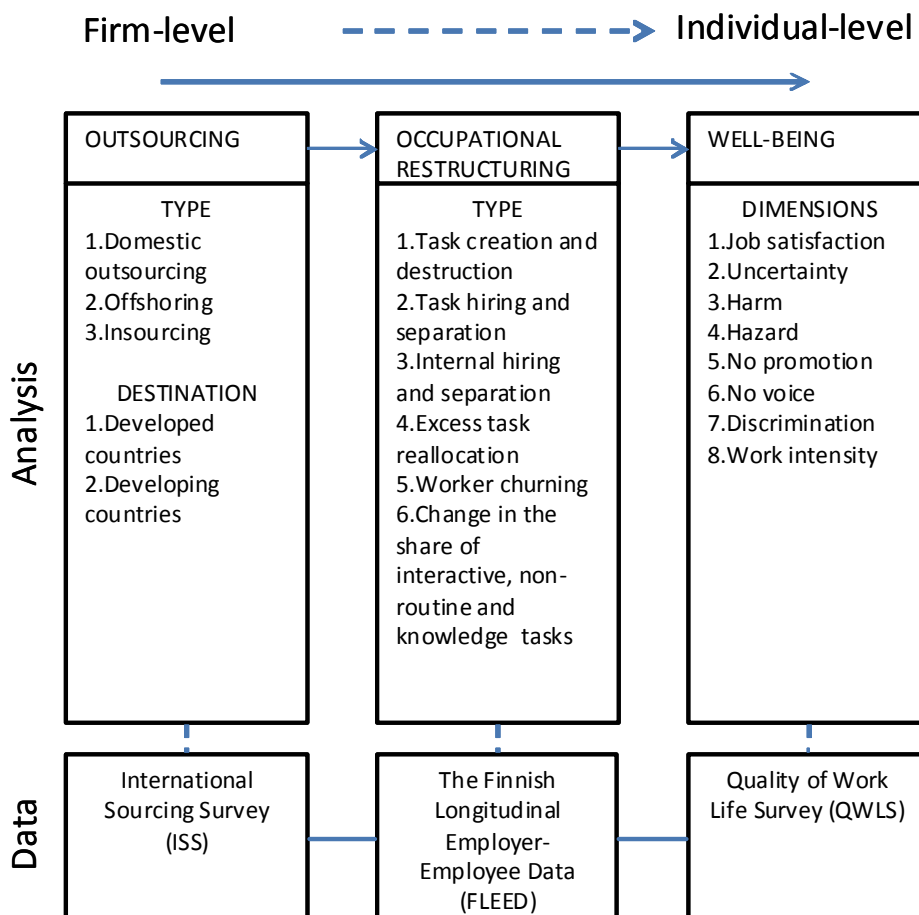 Firm-level
Individual-level
Analysis
OUTSOURCING
TYPE
1.Domestic
outsourcing
2.Offshoring
3.Insourcing
DESTINATION
1.Developed
countries
2.Developing
countries
OCCUPATIONAL
RESTRUCTURING
TYPE
1.Task creation and
destruction
2.Task hiring and
separation
3.Internal hiring
and separation
4.Excess task
reallocation
5.Worker churning
6.Change in the
share of
interactive, non-
routine and
knowledge tasks
WELL-BEING
DIMENSIONS
1.Job satisfaction
2.Uncertainty
3.Harm
4.Hazard
5.No promotion
6.No voice
7.Discrimination
8.Work intensity
Data
International
Sourcing Survey
(ISS)
The Finnish
Longitudinal
Employer-
Employee Data
(FLEED)
Quality of Work
Life Survey (QWLS)